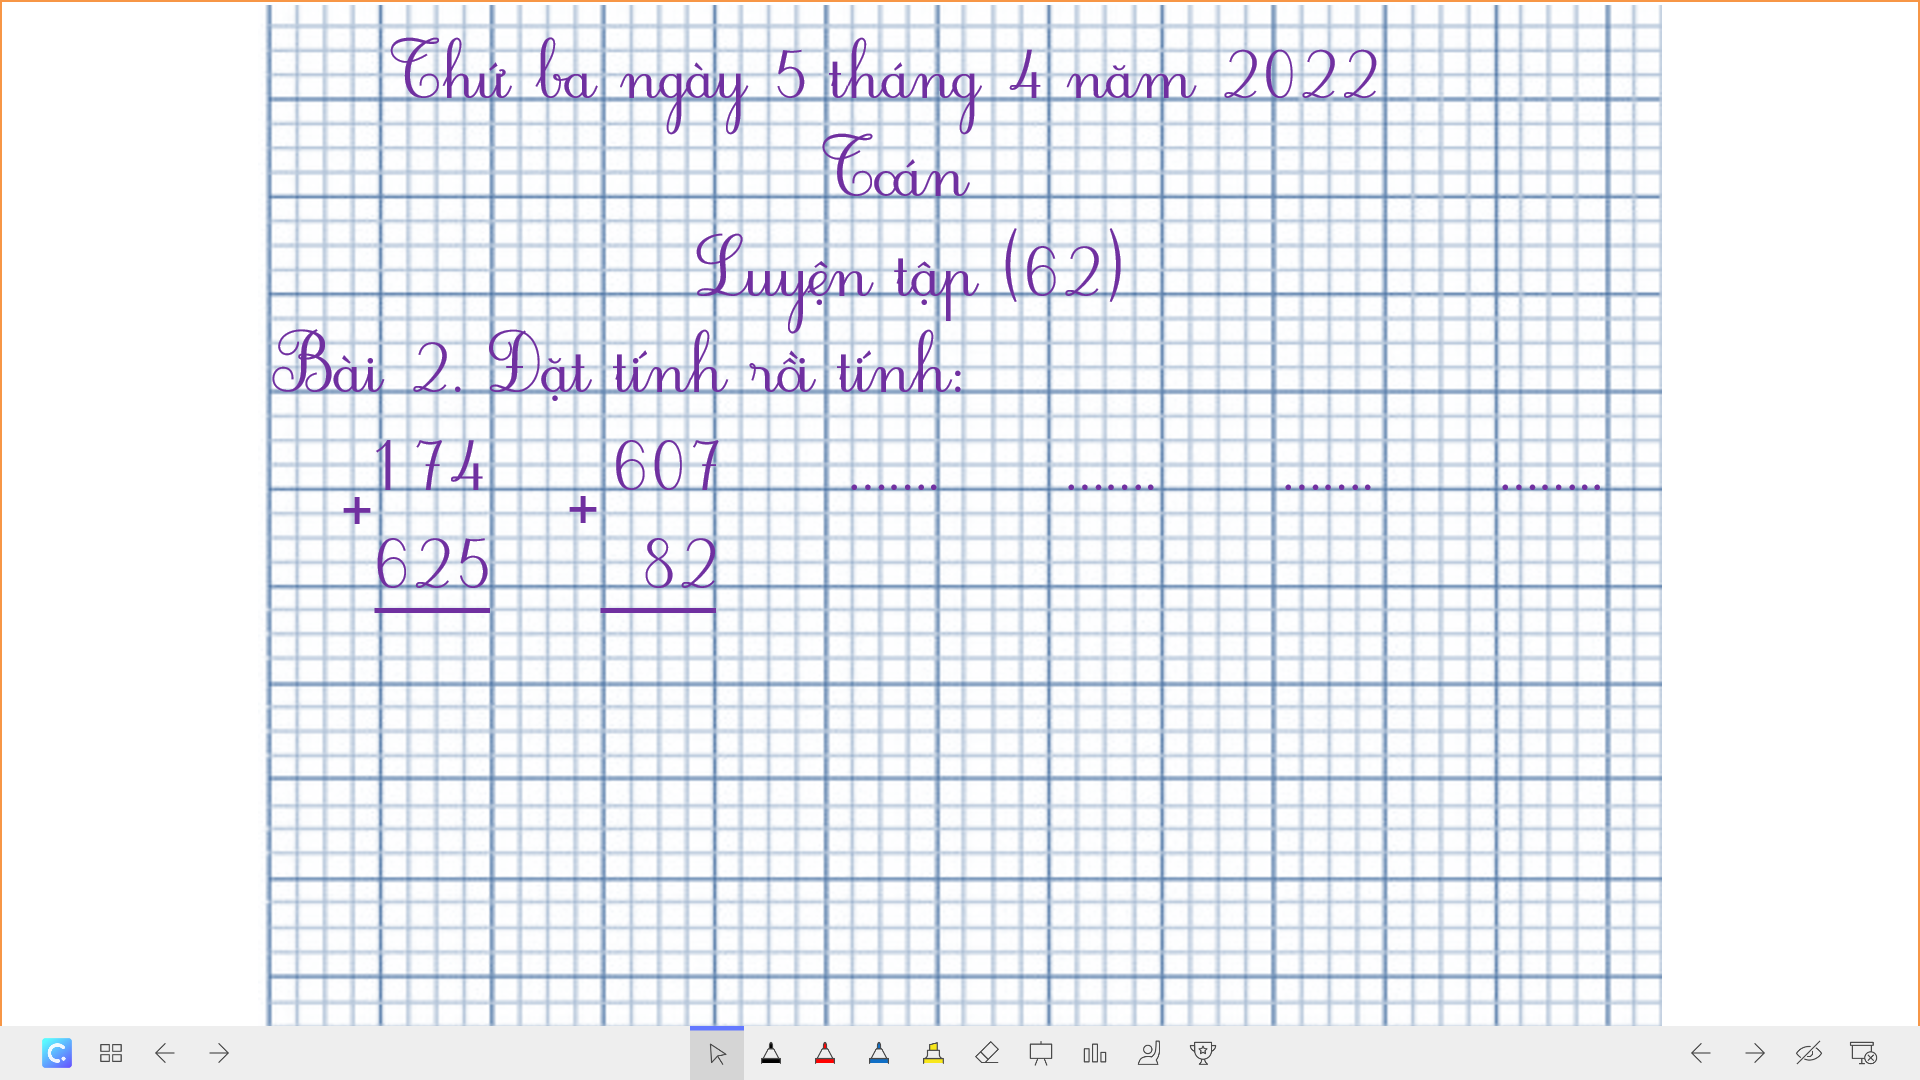 Thứ ba ngày 5 tháng 4 năm 2022
Toán
Luyện tập (62)
Bài 2. Đặt tính rồi tính:
174 607 ....... ....... ....... ........
+ +
625 82